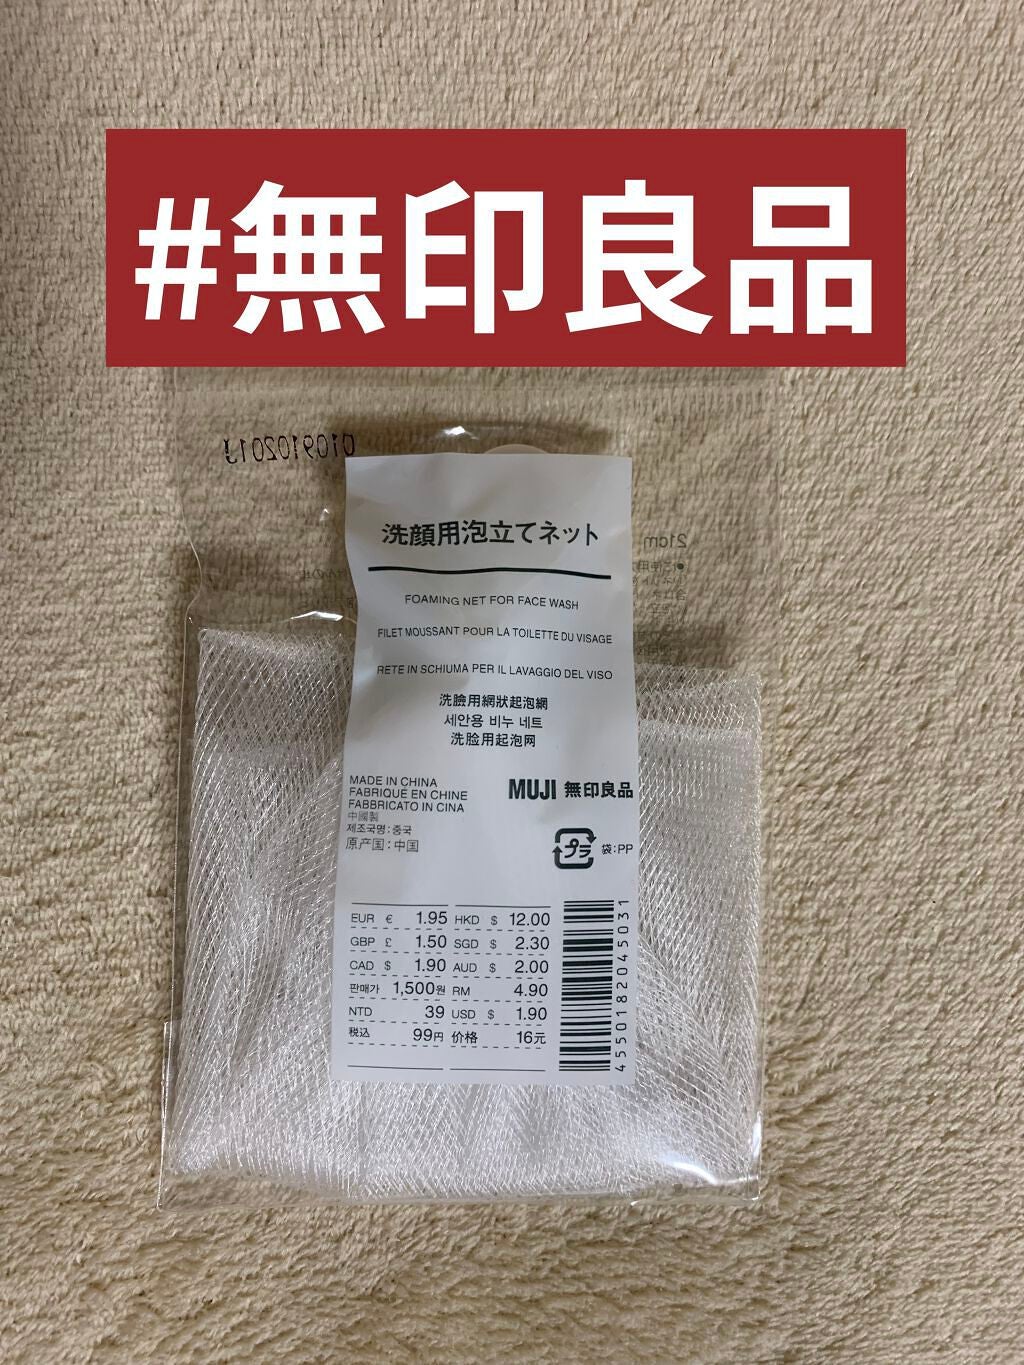 #無印良品
0109102013
21cm
洗顔用泡立てネット
FOAMING NET FOR FACE WASH
FILET MOUSSANT POUR LA TOILETTE DU VISAGE
RETE IN SCHIUMA PER IL LAVAGGIO DEL VISO
洗臉用網狀起泡網
세안용 비누 네트
洗脸用起泡网
MADE IN CHINA
FABRIQUE EN CHINE
FABBRICATO IN CINA
中國製
제조국명:중국
原产国:中国
MUJI 無印良品
プラ 袋:PP
EUR € 1.95 HKD $ 12.00
GBP £ 1.50 SGD $ 2.30
CAD $ 1.90 AUD $ 2.00
판매가 1,500원 RM 4.90
NTD 39 USD $ 1.90
税込 99円 价格 16元
4550182045031